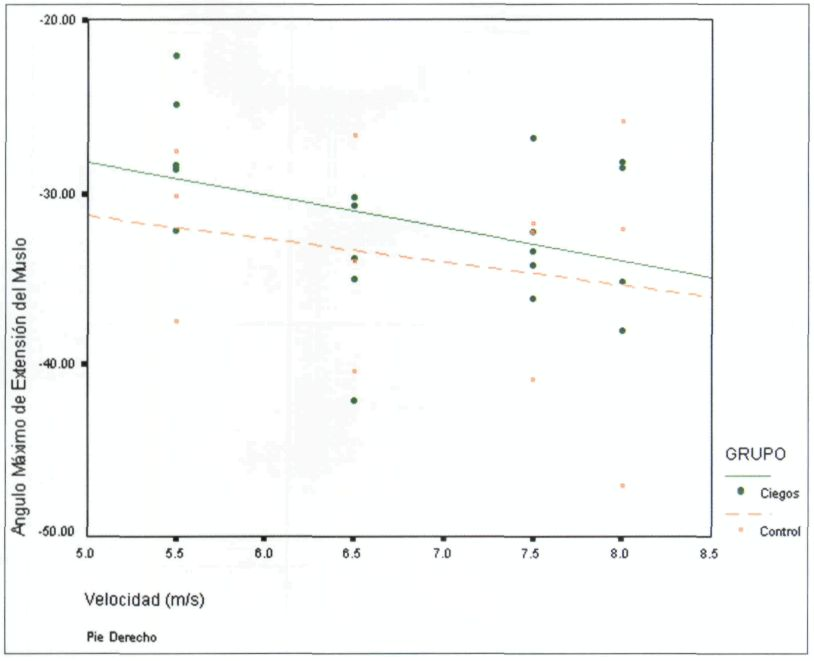 -20.00
-30.00
-40.00
-50.00
Angulo Máximo de Extensión del Muslo
5.0 5.5 6.0 6.5 7.0 7.5 8.0 8.5
Velocidad (m/s)
Pie Derecho
GRUPO
Ciegos
Control